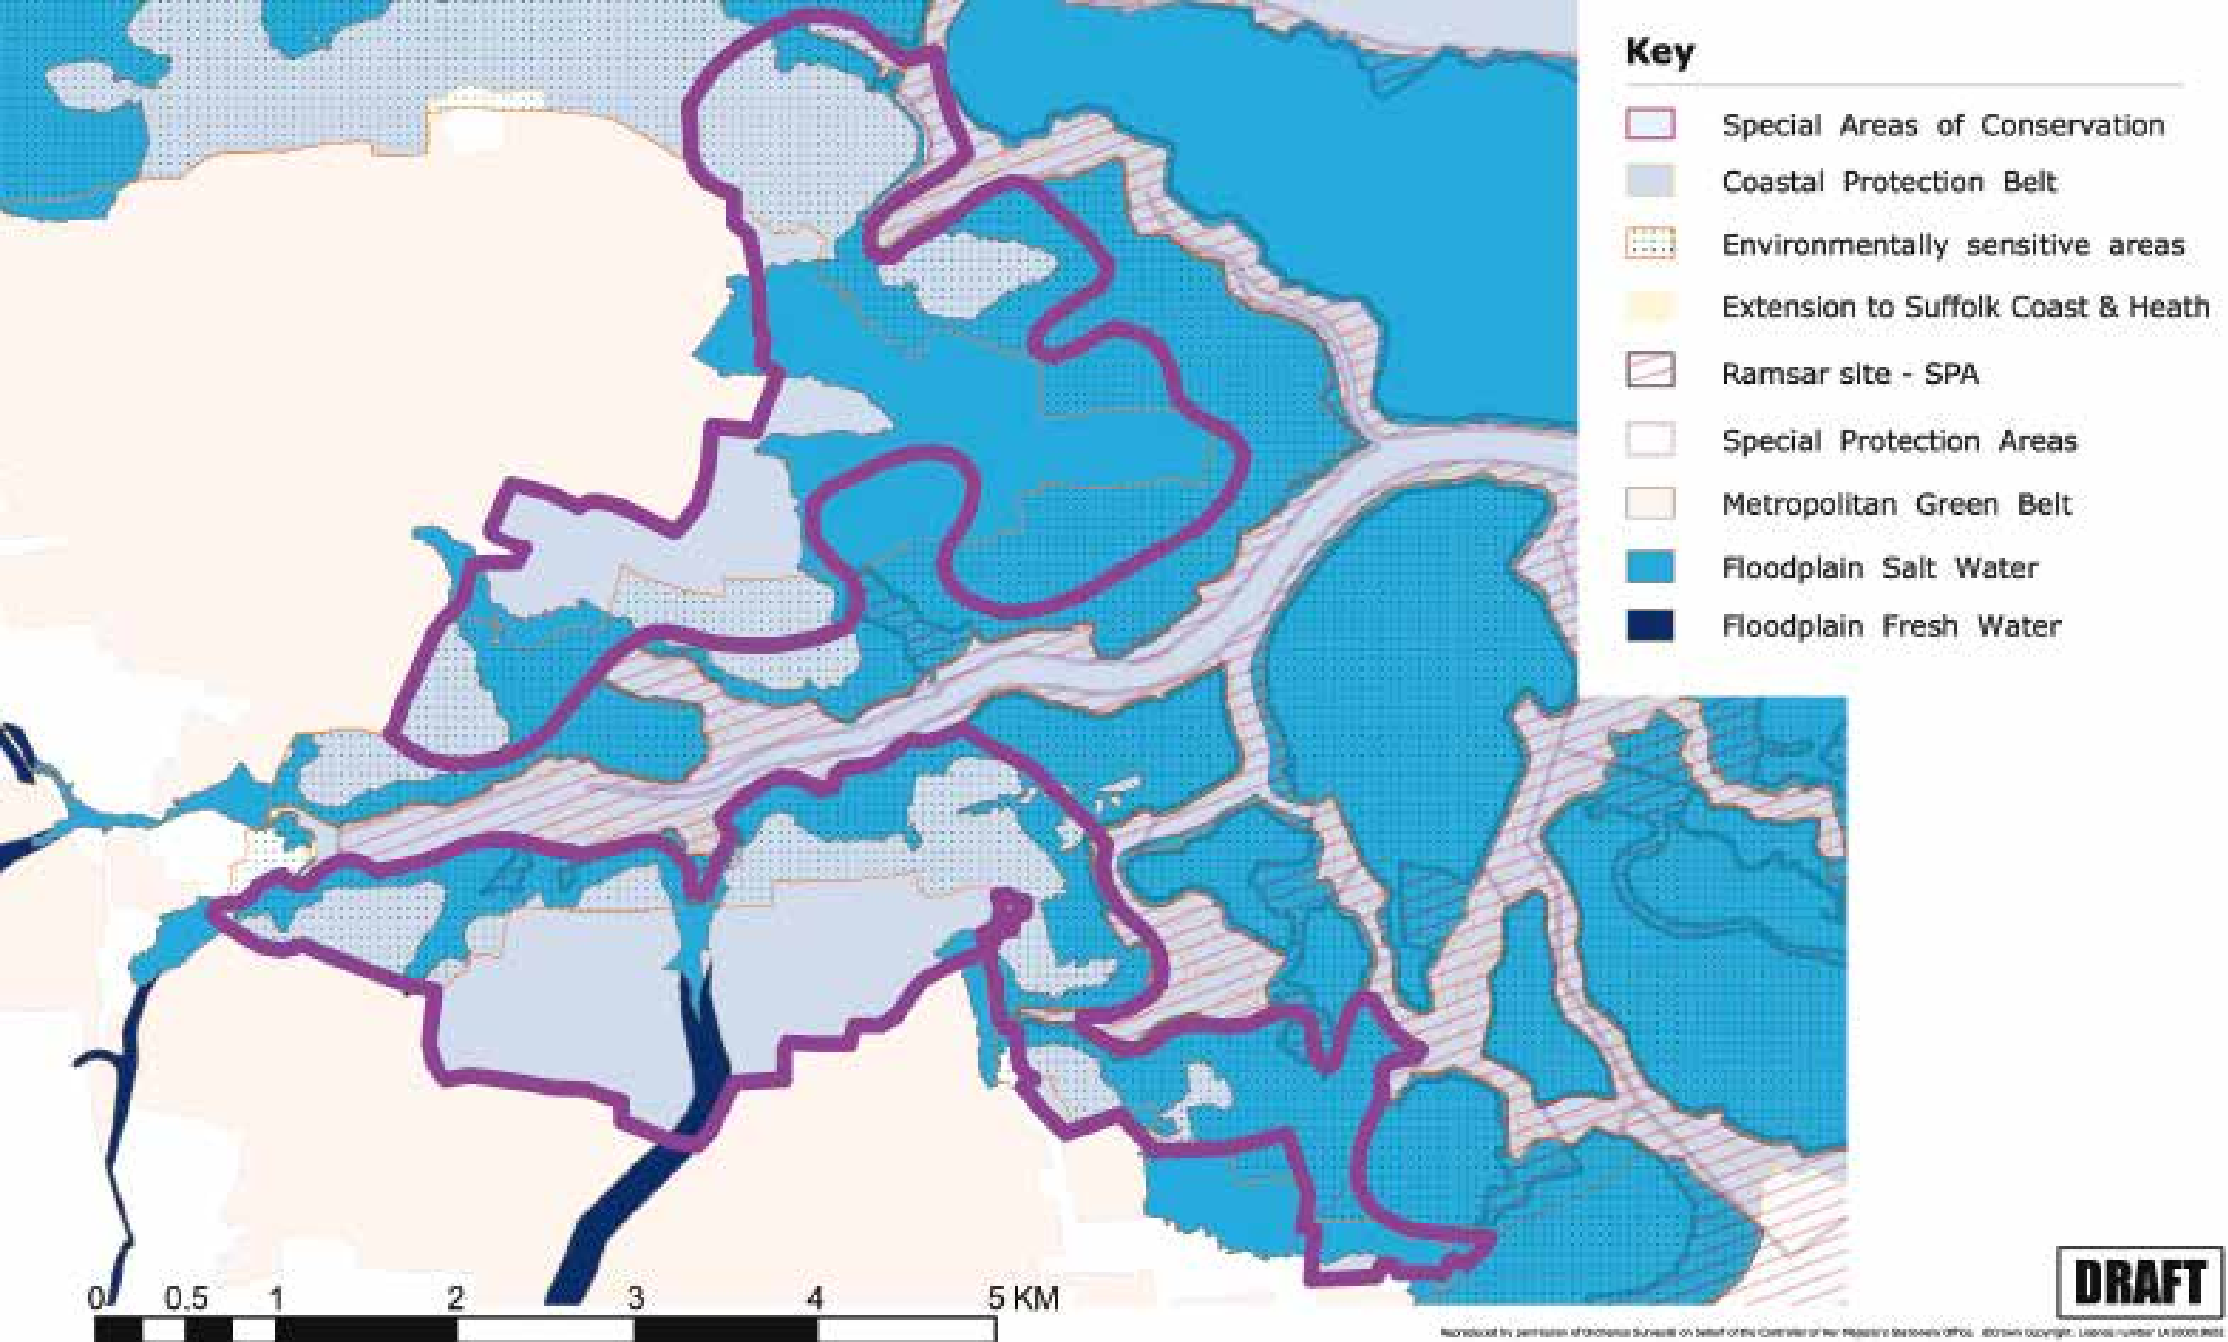 Key
Special Areas of Conservation
Coastal Protection Belt
Environmentally sensitive areas
Extension to Suffolk Coast & Heath
Ramsar site - SPA
Special Protection Areas
Metropolitan Green Belt
Floodplain Salt Water
Floodplain Fresh Water
0 0.5 1 2 3 4 5 KM
DRAFT